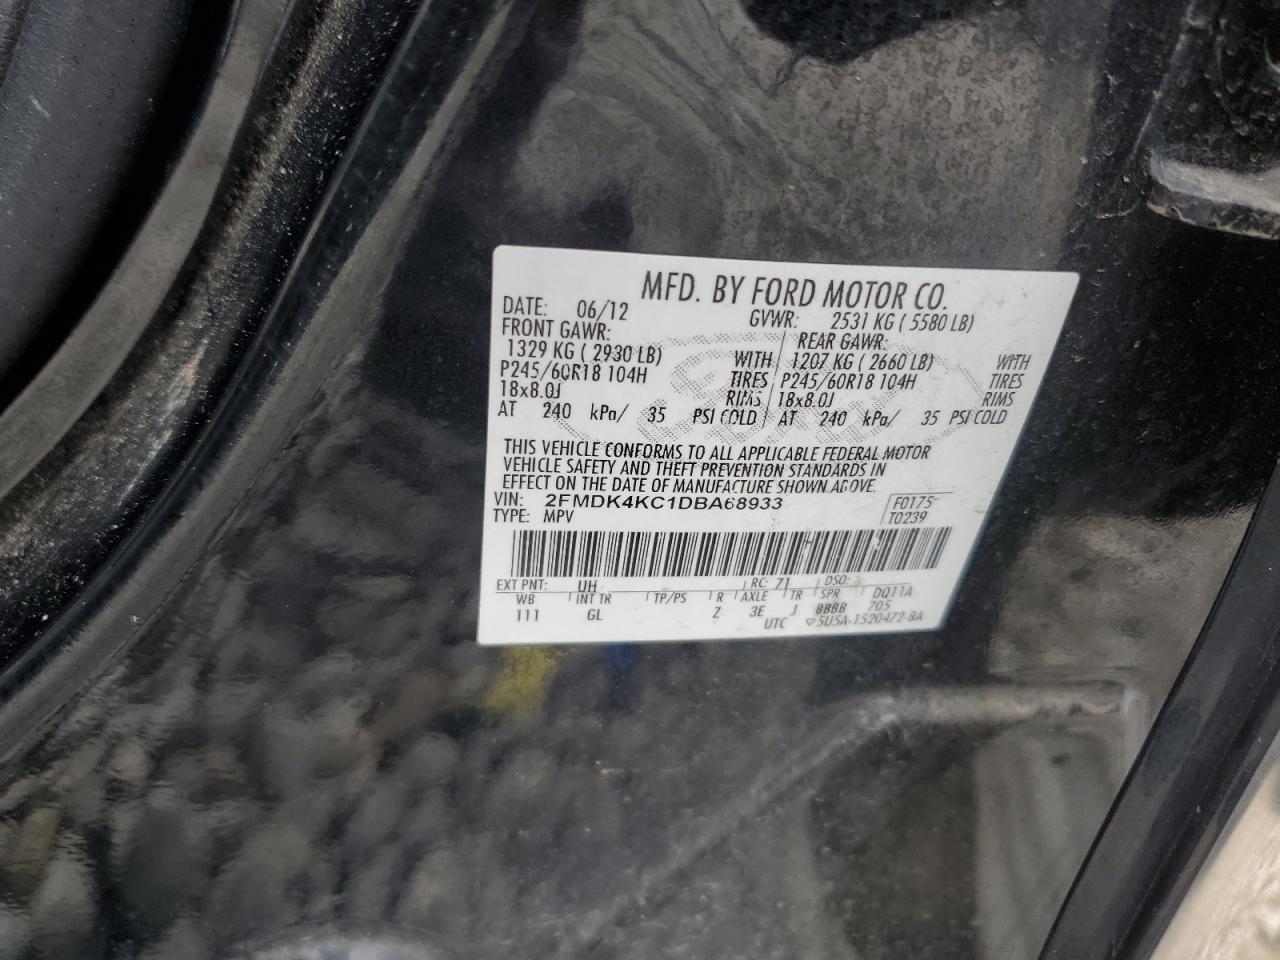 MFD. BY FORD MOTOR CO.
DATE: 06/12 GVWR: 2531 KG ( 5580 LB)
FRONT GAWR: REAR GAWR:
1329 KG ( 2930 LB) WITH 1207 KG ( 2660 LB) WITH
P245/60R18 104H TIRES P245/60R18 104H TIRES
18x8.0J RIMS 18x8.0J RIMS
AT 240 kPa/ 35 PSI COLD AT 240 kPa/ 35 PSI COLD
THIS VEHICLE CONFORMS TO ALL APPLICABLE FEDERAL MOTOR
VEHICLE SAFETY AND THEFT PREVENTION STANDARDS IN
EFFECT ON THE DATE OF MANUFACTURE SHOWN ABOVE.
VIN: 2FMDK4KC1DBA68933 F0175
TYPE: MPV T0239
EXT PNT: UH RC: 71 DSO:
WB INT TR TP/PS R AXLE TR SPR DQ11A
111 GL Z 3E J 8888 705
UTC ▽5U5A-1520472-BA